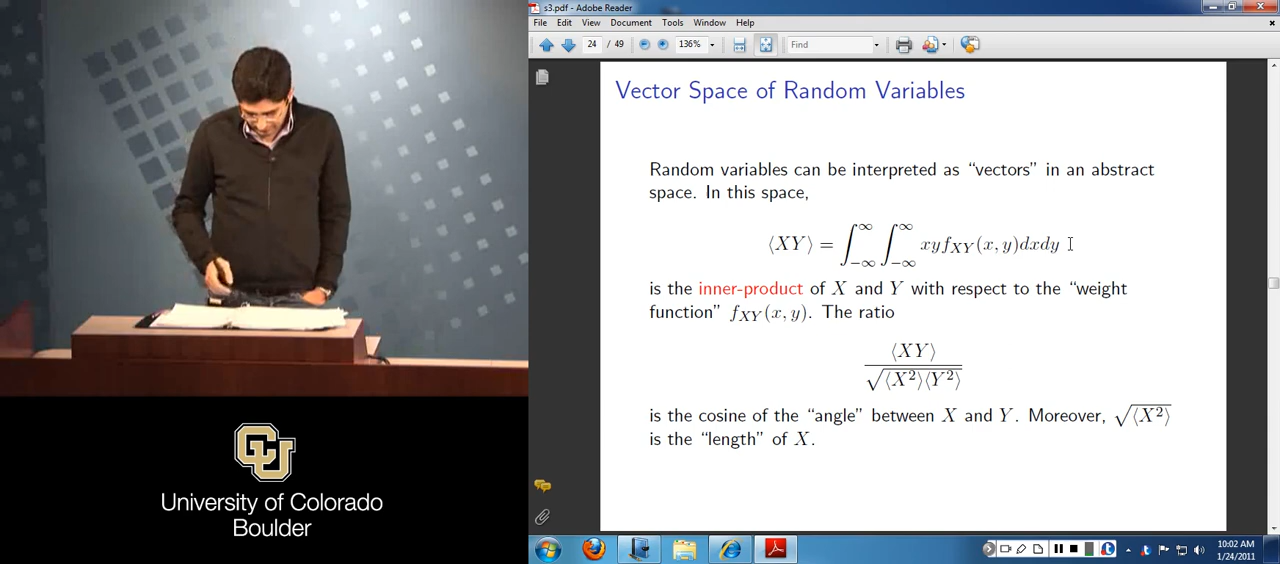 s3.pdf - Adobe Reader
File Edit View Document Tools Window Help
24 / 49 136% Find
Vector Space of Random Variables
Random variables can be interpreted as “vectors” in an abstract
space. In this space,
⟨XY⟩ = ∫_{−∞}^{∞} ∫_{−∞}^{∞} xyf_{XY}(x, y)dxdy
is the inner-product of X and Y with respect to the “weight
function” f_{XY}(x, y). The ratio
⟨XY⟩
√⟨X²⟩⟨Y²⟩
is the cosine of the “angle” between X and Y. Moreover, √⟨X²⟩
is the “length” of X.
CU
University of Colorado
Boulder
10:02 AM
1/24/2011